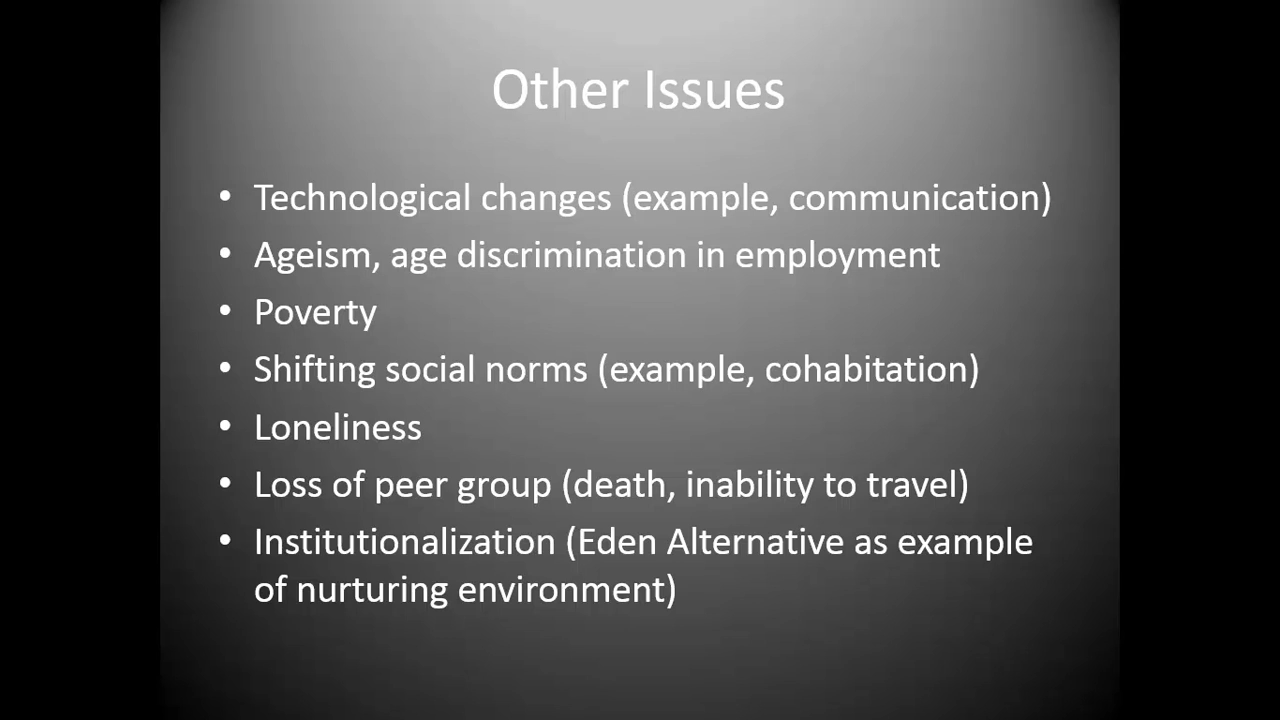 Other Issues
• Technological changes (example, communication)
• Ageism, age discrimination in employment
• Poverty
• Shifting social norms (example, cohabitation)
• Loneliness
• Loss of peer group (death, inability to travel)
• Institutionalization (Eden Alternative as example
of nurturing environment)